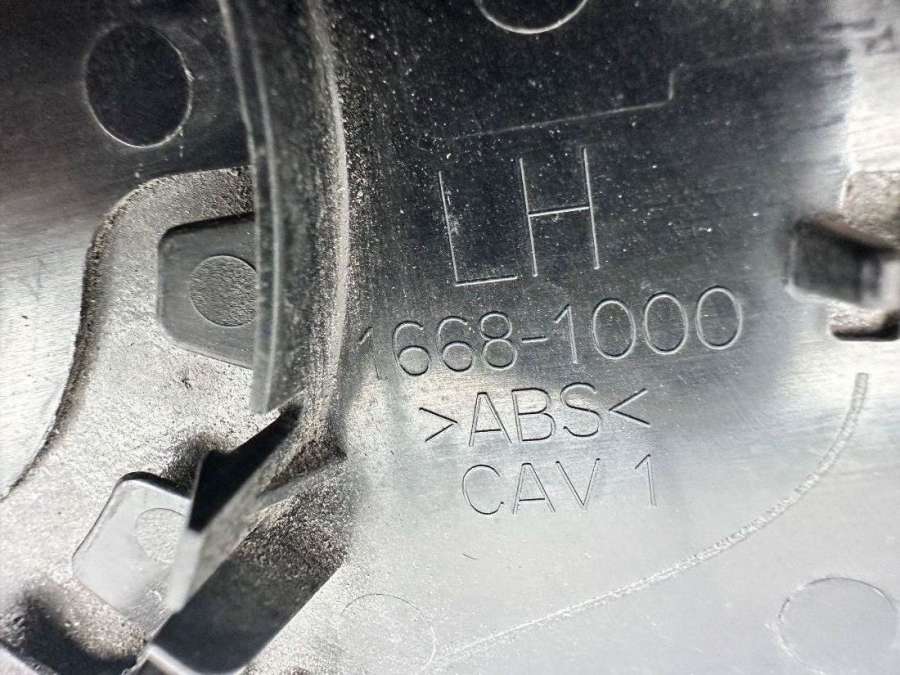 LH
1668-1000
>ABS<
CAV 1